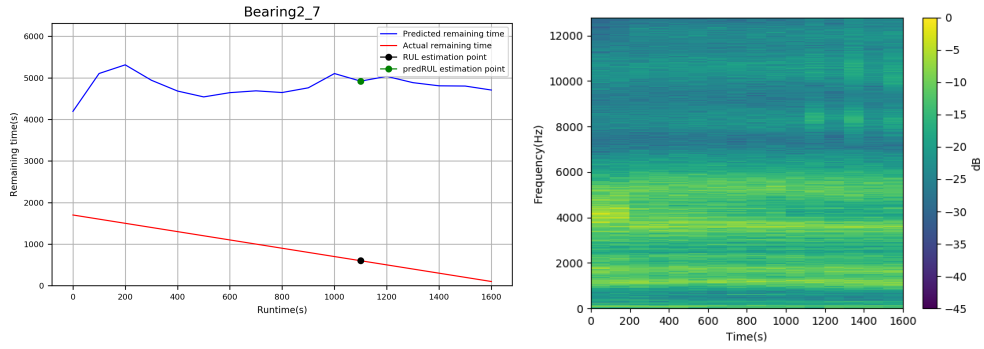 Bearing2_7
Remaining time(s)
6000
5000
4000
3000
2000
1000
0
Predicted remaining time
Actual remaining time
RUL estimation point
predRUL estimation point
0 200 400 600 800 1000 1200 1400 1600
Runtime(s)
Frequency(Hz)
12000
10000
8000
6000
4000
2000
0
0 200 400 600 800 1000 1200 1400 1600
Time(s)
0
−5
−10
−15
−20
−25
−30
−35
−40
−45
dB